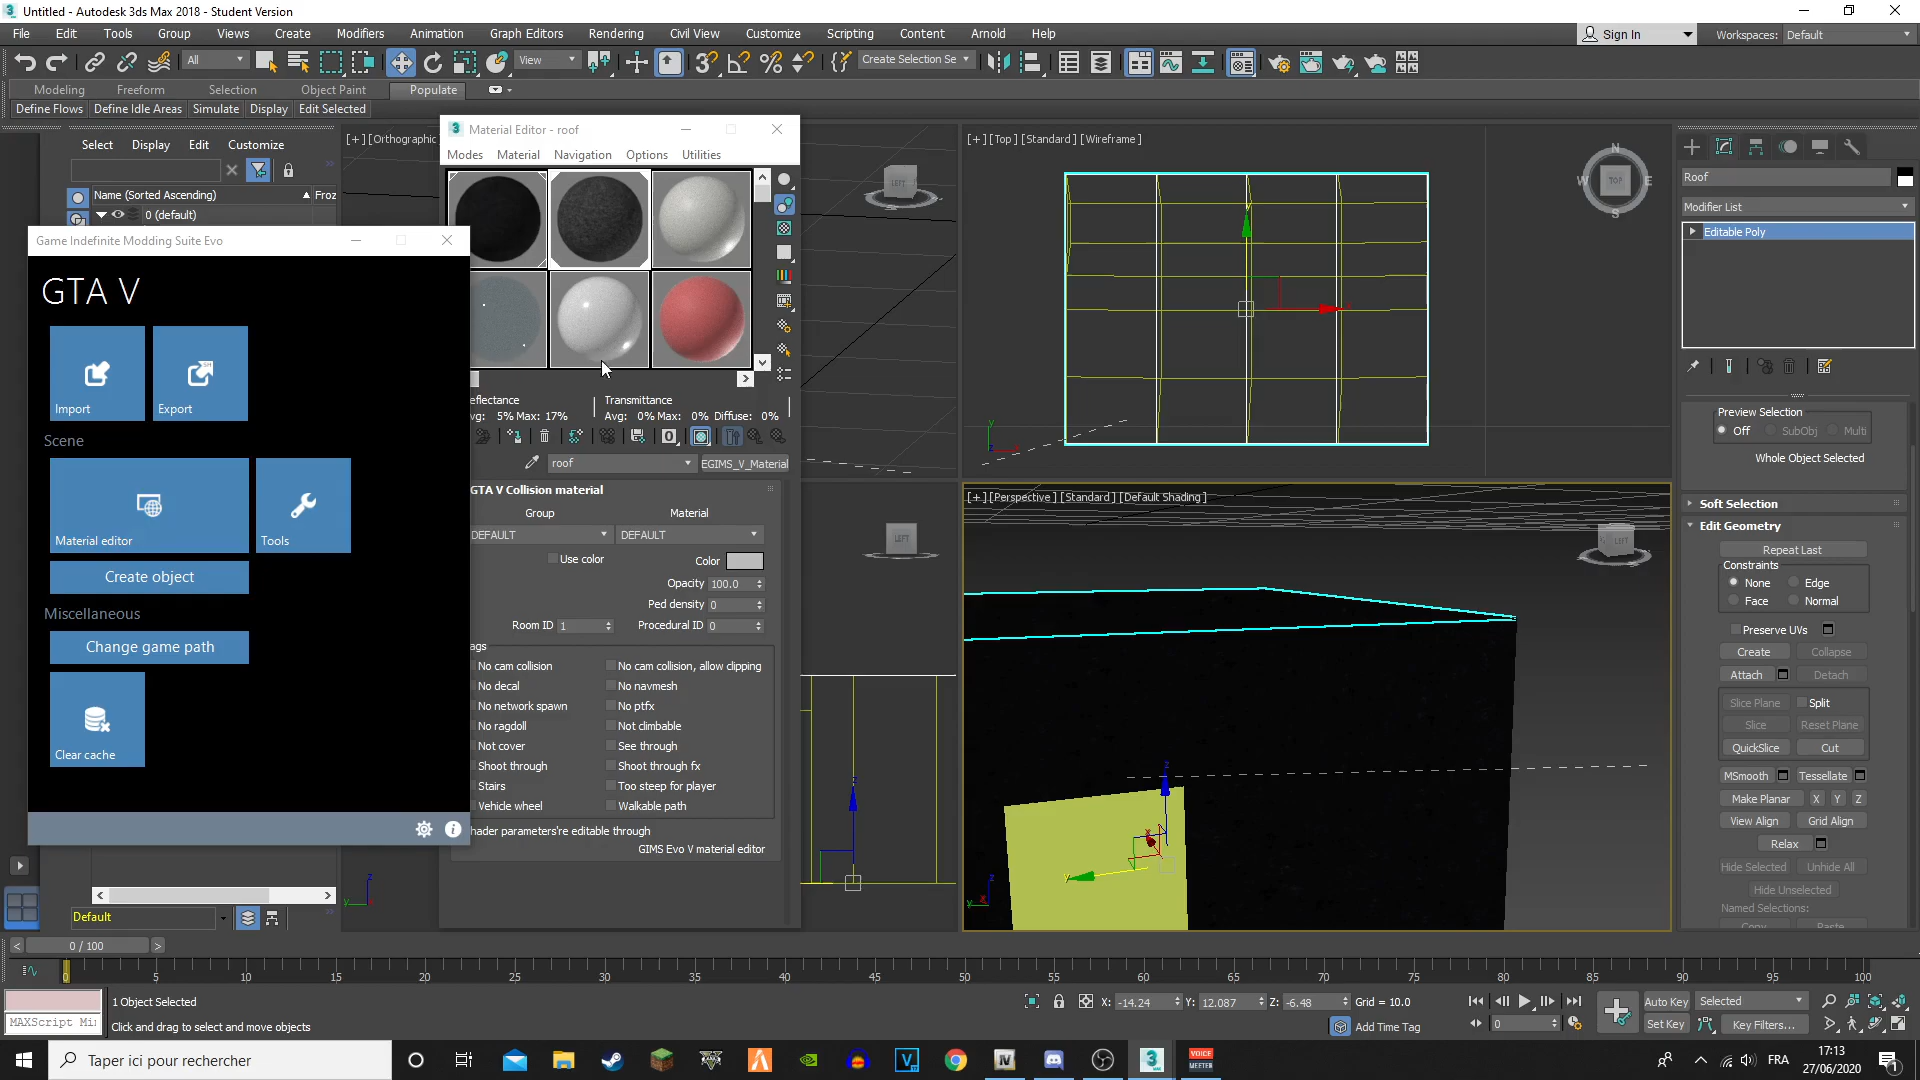 Untitled - Autodesk 3ds Max 2018 - Student Version
File Edit Tools Group Views Create Modifiers Animation Graph Editors Rendering Civil View Customize Scripting Content Arnold Help
Sign In Workspaces: Default
All View Create Selection Se
Modeling Freeform Selection Object Paint Populate
Define Flows Define Idle Areas Simulate Display Edit Selected
Select Display Edit Customize
Name (Sorted Ascending) Froz
0 (default)
[+] [Orthographic
Material Editor - roof
Modes Material Navigation Options Utilities
eflectance Transmittance
vg: 5% Max: 17% Avg: 0% Max: 0% Diffuse: 0%
roof EGIMS_V_Material
GTA V Collision material
Group Material
DEFAULT DEFAULT
Use color Color
Opacity 100.0
Ped density 0
Room ID 1 Procedural ID 0
ags
No cam collision No cam collision, allow clipping
No decal No navmesh
No network spawn No ptfx
No ragdoll Not climbable
Not cover See through
Shoot through Shoot through fx
Stairs Too steep for player
Vehicle wheel Walkable path
hader parameters're editable through
GIMS Evo V material editor
Game Indefinite Modding Suite Evo
GTA V
Import Export
Scene
Material editor Tools
Create object
Miscellaneous
Change game path
Clear cache
Default
[+] [Top ] [Standard ] [Wireframe ]
N
W TOP E
S
LEFT
LEFT
[+] [Perspective ] [Standard ] [Default Shading ]
LEFT
Roof
Modifier List
Editable Poly
Preview Selection
Off SubObj Multi
Whole Object Selected
Soft Selection
Edit Geometry
Repeat Last
Constraints
None Edge
Face Normal
Preserve UVs
Create Collapse
Attach Detach
Slice Plane Split
Slice Reset Plane
QuickSlice Cut
MSmooth Tessellate
Make Planar X Y Z
View Align Grid Align
Relax
Hide Selected Unhide All
Hide Unselected
Named Selections:
Copy Paste
0 / 100
0 5 10 15 20 25 30 35 40 45 50 55 60 65 70 75 80 85 90 95 100
1 Object Selected
X: -14.24 Y: 12.087 Z: -6.48 Grid = 10.0
Auto Key Selected
MAXScript Mi
Click and drag to select and move objects
Add Time Tag
0
Set Key Key Filters...
Taper ici pour rechercher
VOICE
MEETER
FRA
17:13
27/06/2020
1